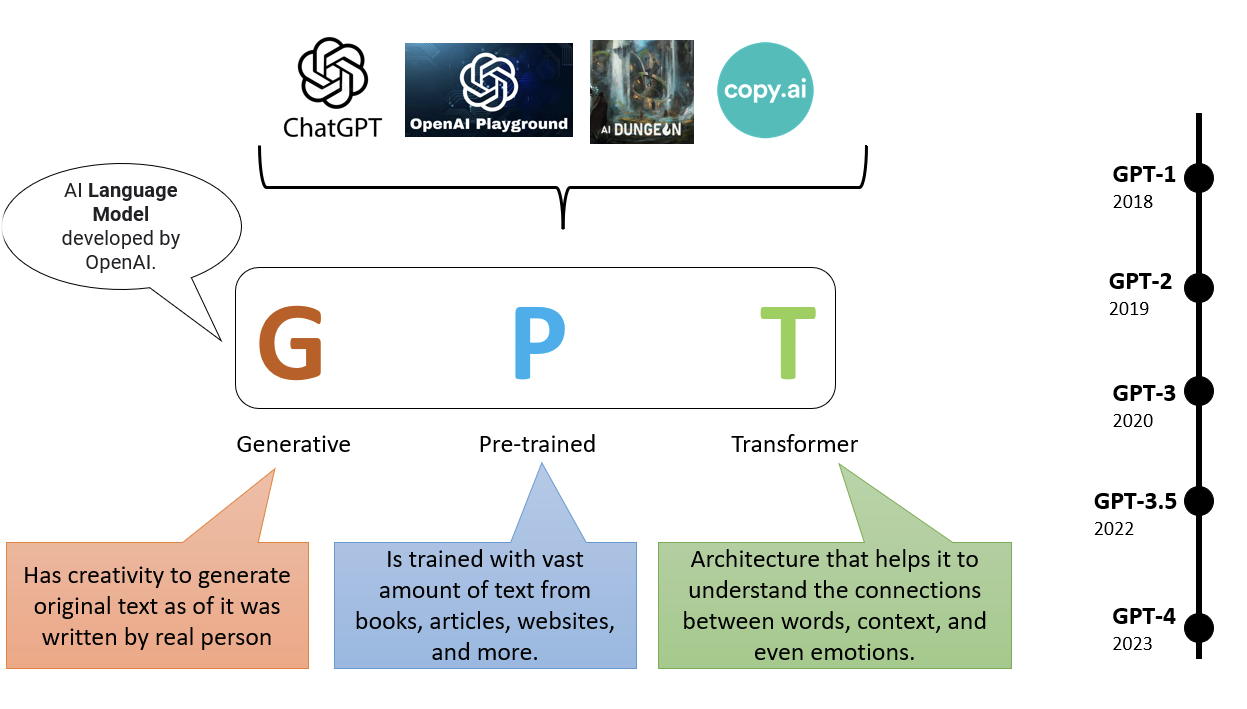 ChatGPT
OpenAI Playground
AI DUNGEON
copy.ai
AI Language
Model
developed by
OpenAI.
G P T
Generative
Pre-trained
Transformer
Has creativity to generate
original text as of it was
written by real person
Is trained with vast
amount of text from
books, articles, websites,
and more.
Architecture that helps it to
understand the connections
between words, context, and
even emotions.
GPT-1
2018
GPT-2
2019
GPT-3
2020
GPT-3.5
2022
GPT-4
2023